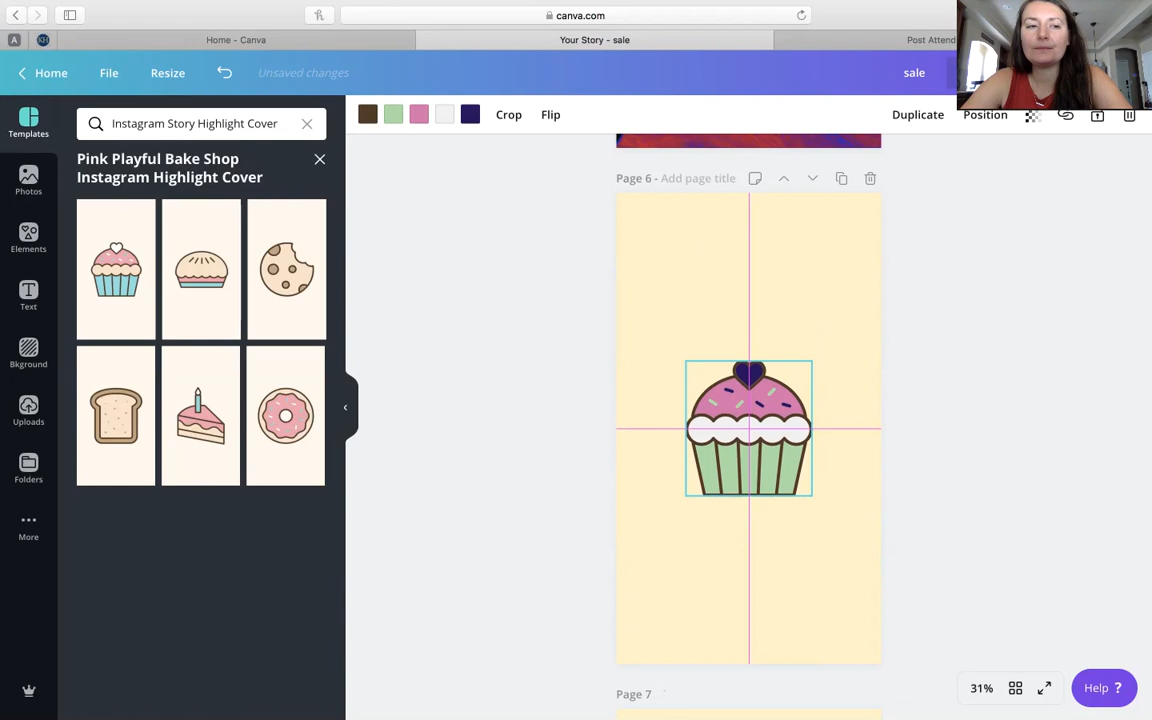 canva.com
A
KH
Home - Canva
Your Story - sale
Post Attend
Home
File
Resize
Unsaved changes
sale
Templates
Photos
Elements
Text
Bkground
Uploads
Folders
More
Instagram Story Highlight Cover
Pink Playful Bake Shop
Instagram Highlight Cover
Crop
Flip
Duplicate
Position
Page 6 - Add page title
Page 7
31%
Help ?